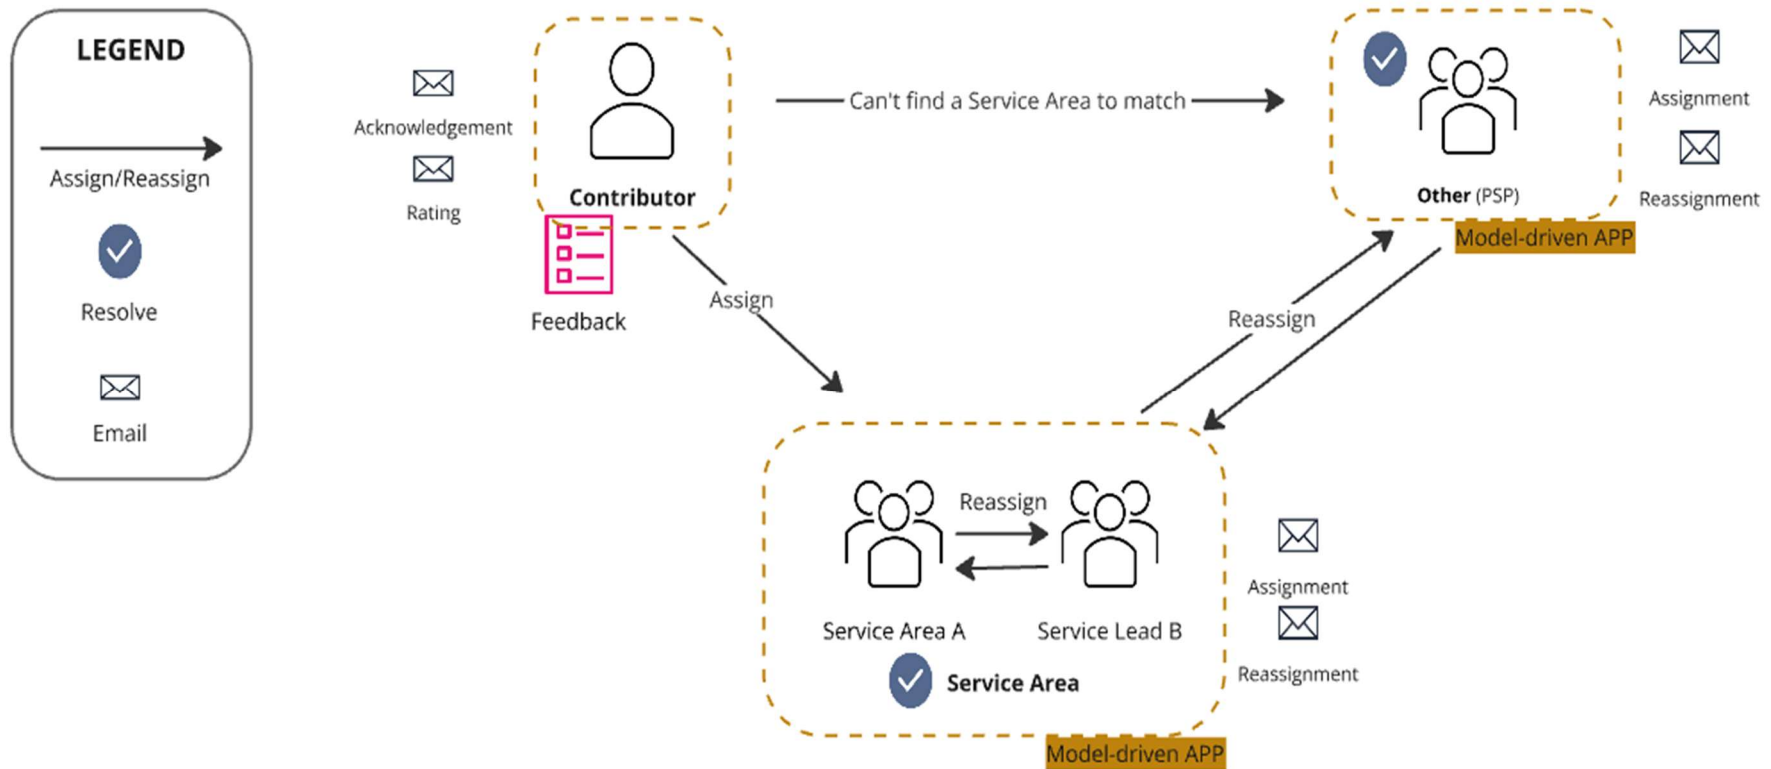 LEGEND
Assign/Reassign
Resolve
Email
Acknowledgement
Rating
Contributor
Feedback
Can't find a Service Area to match
Other (PSP)
Model-driven APP
Assignment
Reassignment
Assign
Reassign
Reassign
Service Area A
Service Lead B
Service Area
Model-driven APP
Assignment
Reassignment